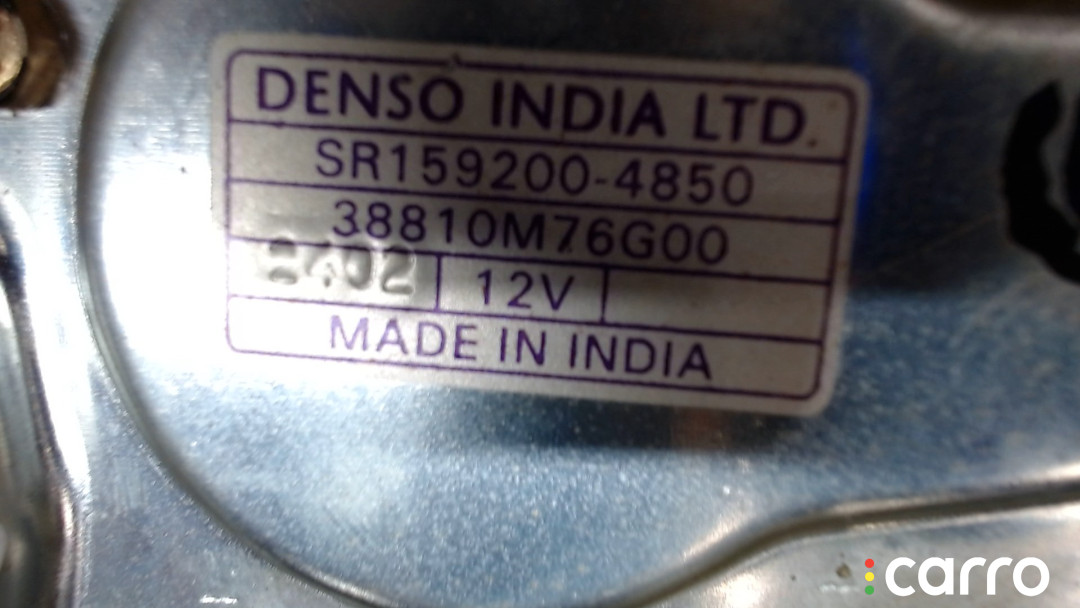 DENSO INDIA LTD.
SR159200-4850
38810M76G00
12V
MADE IN INDIA
carro